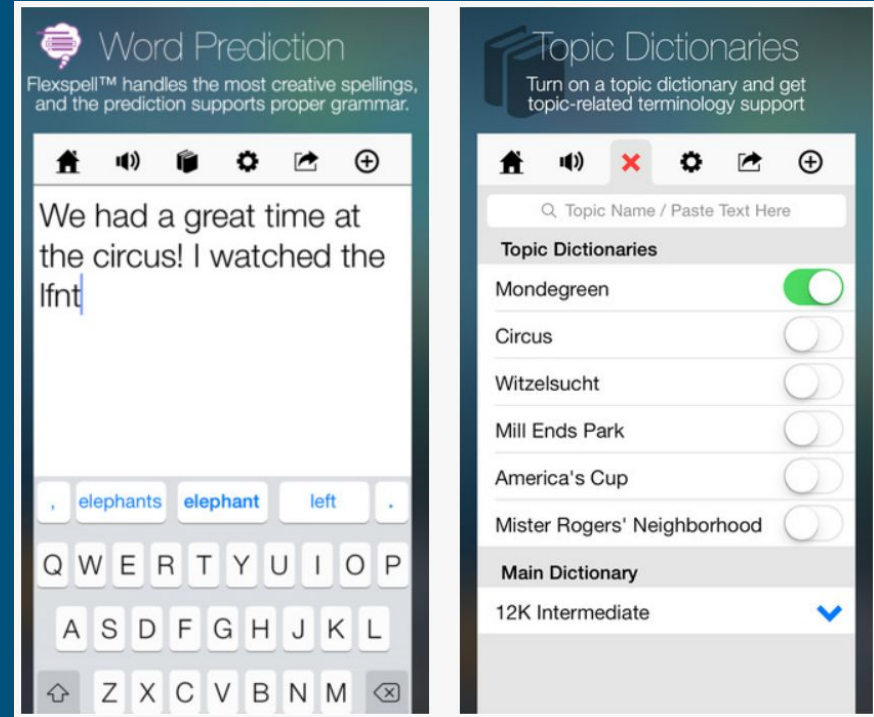 Word Prediction
Flexspell™ handles the most creative spellings,
and the prediction supports proper grammar.
We had a great time at
the circus! I watched the
lfnt
, elephants elephant left .
Q W E R T Y U I O P
A S D F G H J K L
Z X C V B N M
Topic Dictionaries
Turn on a topic dictionary and get
topic-related terminology support
Topic Name / Paste Text Here
Topic Dictionaries
Mondegreen
Circus
Witzelsucht
Mill Ends Park
America's Cup
Mister Rogers' Neighborhood
Main Dictionary
12K Intermediate